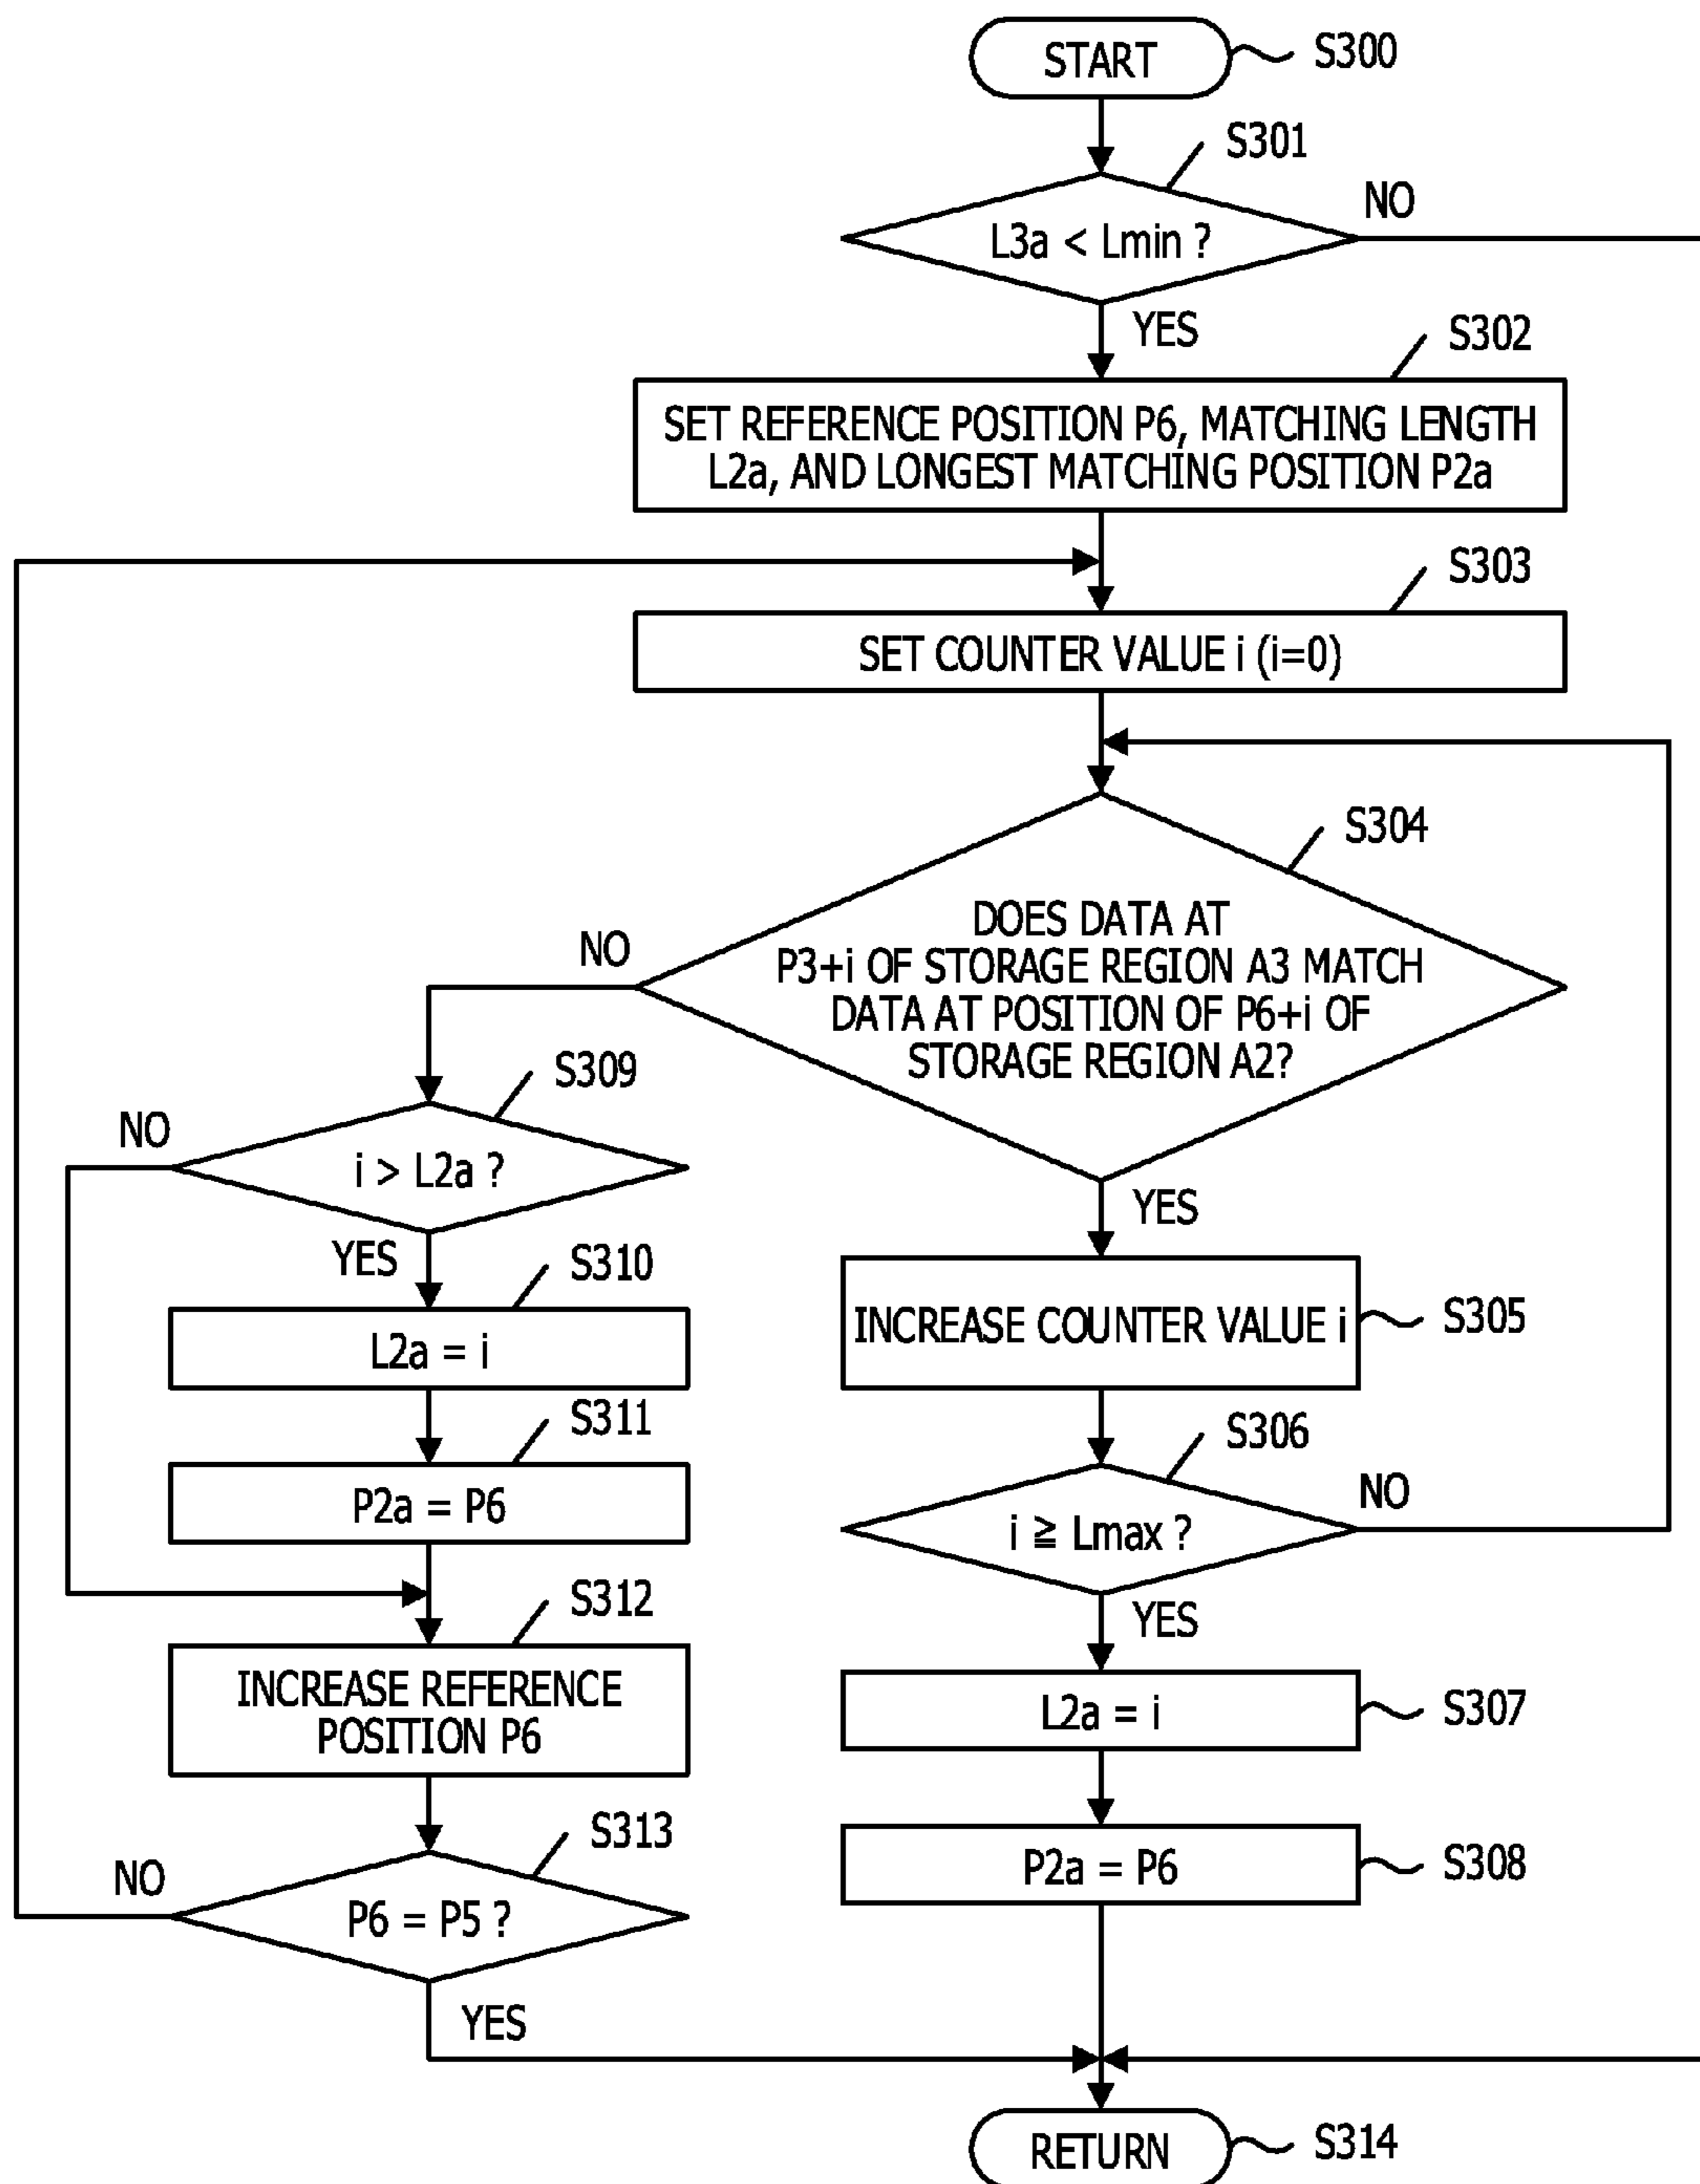 START
S300
S301
L3a < Lmin ?
NO
YES
S302
SET REFERENCE POSITION P6, MATCHING LENGTH
L2a, AND LONGEST MATCHING POSITION P2a
S303
SET COUNTER VALUE i (i=0)
S304
DOES DATA AT
P3+i OF STORAGE REGION A3 MATCH
DATA AT POSITION OF P6+i OF
STORAGE REGION A2?
NO
YES
S305
INCREASE COUNTER VALUE i
S306
i ≧ Lmax ?
NO
YES
L2a = i
S307
P2a = P6
S308
S309
NO
i > L2a ?
YES
S310
L2a = i
S311
P2a = P6
S312
INCREASE REFERENCE
POSITION P6
S313
NO
P6 = P5 ?
YES
RETURN
S314